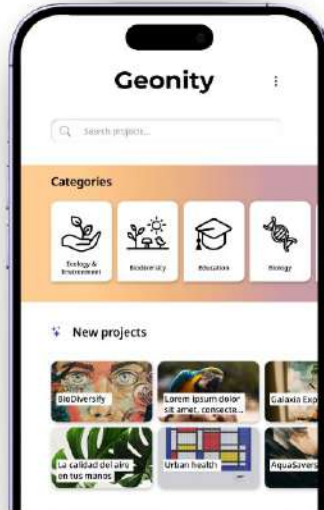 Geonity
Search projects...
Categories
Ecology &
Environment
Biodiversity
Education
Biology
New projects
BioDiversify
Lorem ipsum dolor
sit amet, consecte...
Galaxia Exp
La calidad del aire
en tus manos
Urban health
AquaSavers